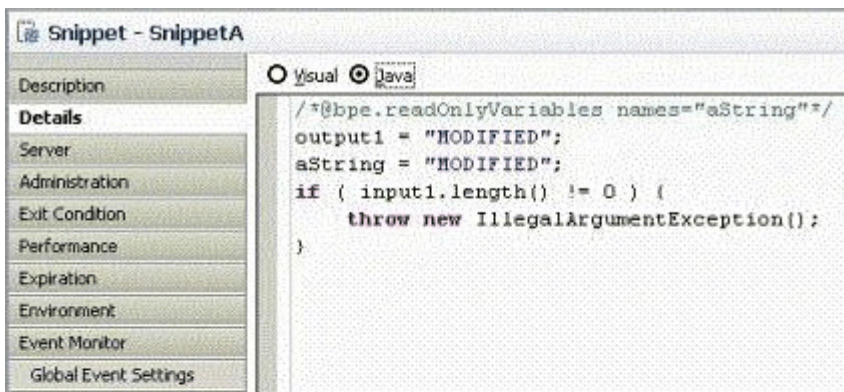 Snippet - SnippetA
Description
Details
Server
Administration
Exit Condition
Performance
Expiration
Environment
Event Monitor
Global Event Settings
Visual Java
/*@bpe.readOnlyVariables names="aString"*/
output1 = "MODIFIED";
aString = "MODIFIED";
if ( input1.length() != 0 ) {
    throw new IllegalArgumentException();
}